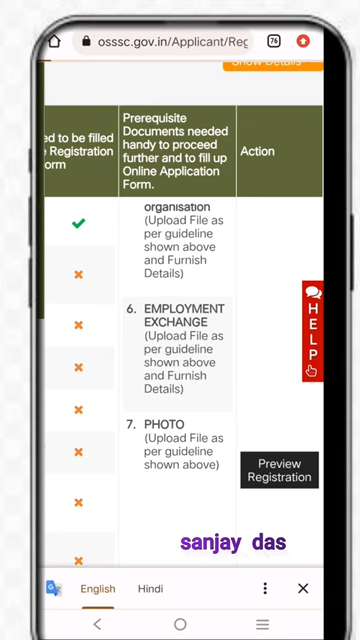 osssc.gov.in/Applicant/Reg
76
Show Details
ed to be filled
e Registration
orm
Prerequisite
Documents needed
handy to proceed
further and to fill up
Online Application
Form.
Action
organisation
(Upload File as
per guideline
shown above
and Furnish
Details)
6. EMPLOYMENT
EXCHANGE
(Upload File as
per guideline
shown above
and Furnish
Details)
7. PHOTO
(Upload File as
per guideline
shown above)
HELP
Preview
Registration
sanjay das
English
Hindi